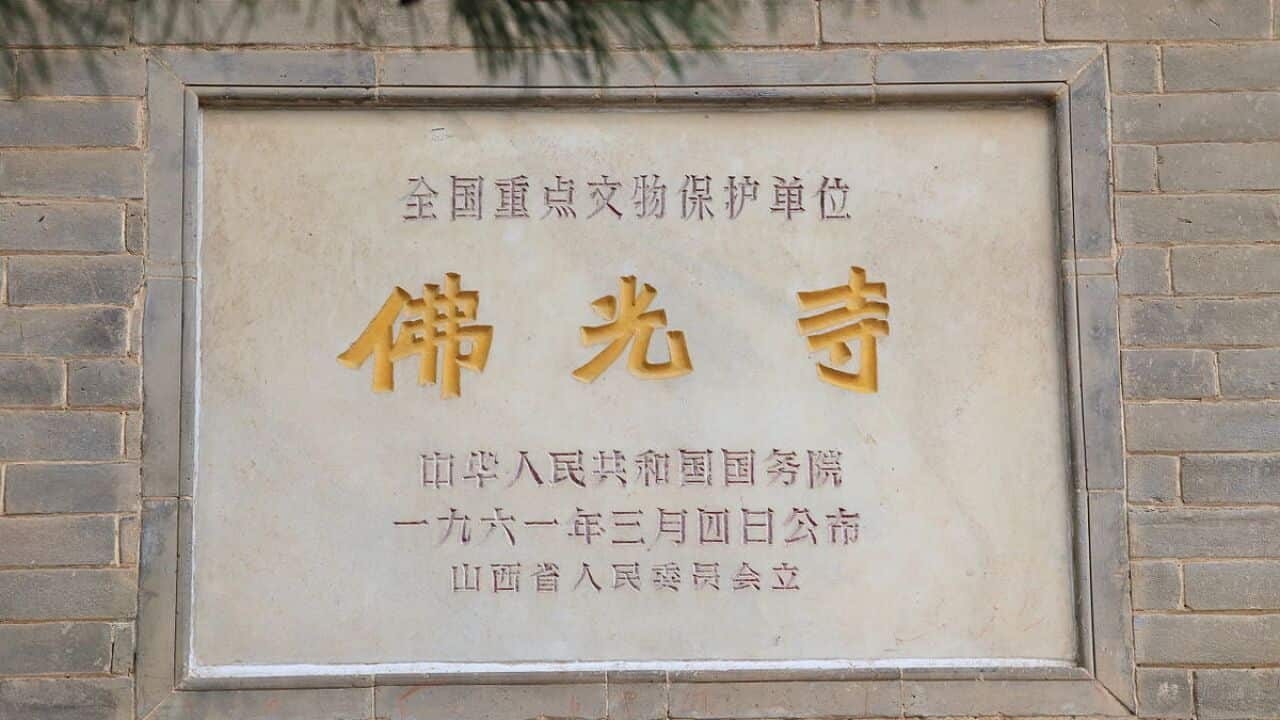 全国重点文物保护单位
佛光寺
中华人民共和国国务院
一九六一年三月四日公布
山西省人民委员会立